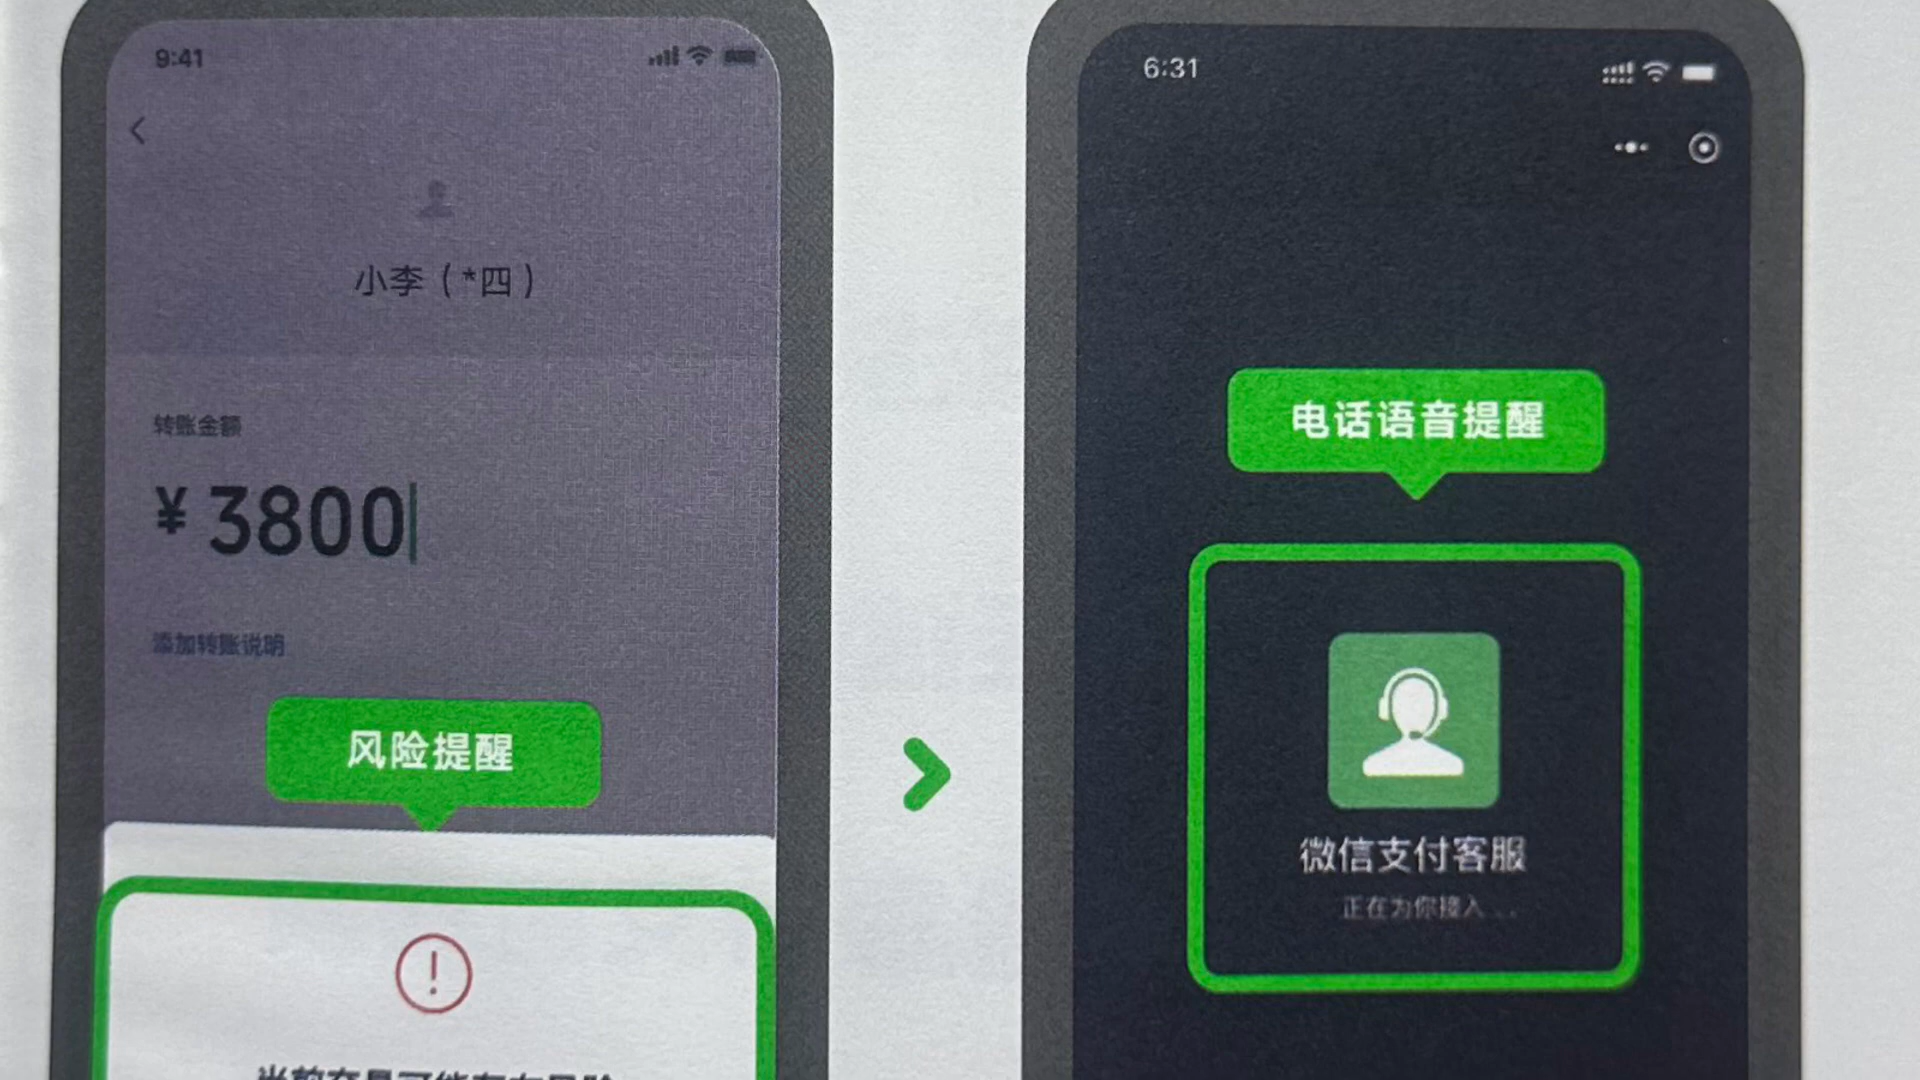 9:41
小李（*四）
转账金额
¥3800
添加转账说明
风险提醒
6:31
电话语音提醒
微信支付客服
正在为你接入...